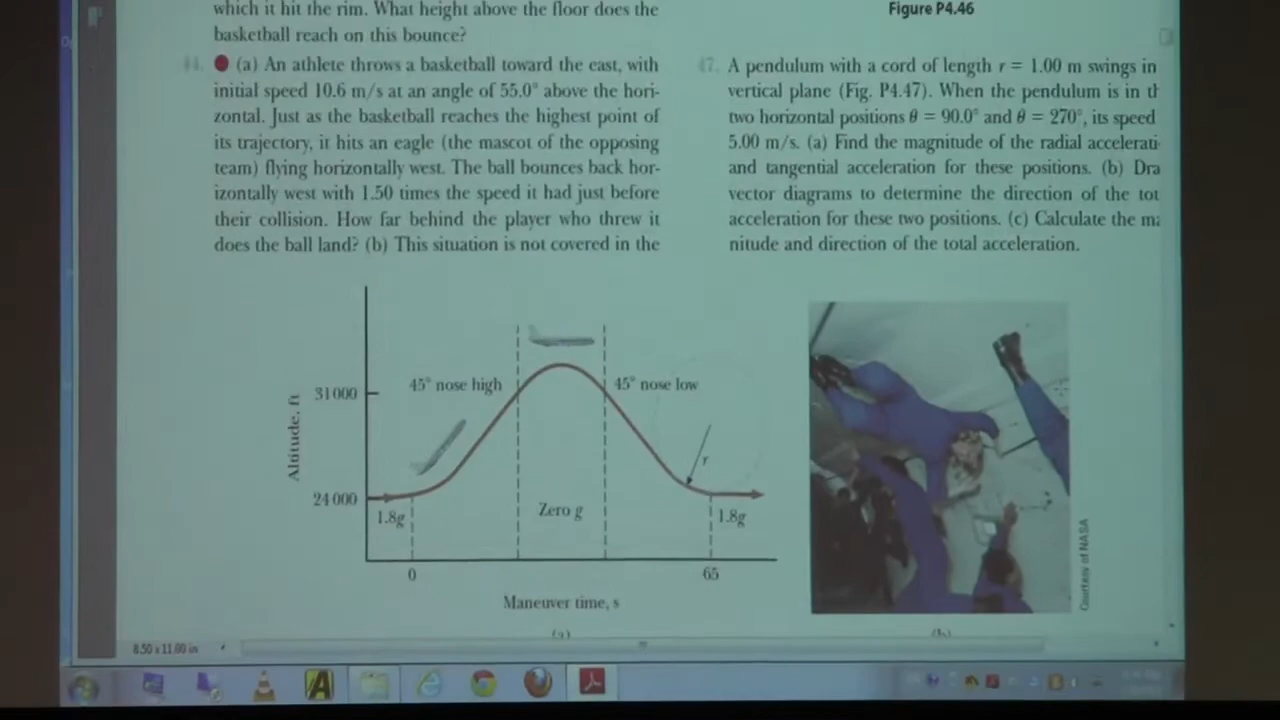 which it hit the rim. What height above the floor does the
basketball reach on this bounce?
44. (a) An athlete throws a basketball toward the east, with
initial speed 10.6 m/s at an angle of 55.0° above the hori-
zontal. Just as the basketball reaches the highest point of
its trajectory, it hits an eagle (the mascot of the opposing
team) flying horizontally west. The ball bounces back hor-
izontally west with 1.50 times the speed it had just before
their collision. How far behind the player who threw it
does the ball land? (b) This situation is not covered in the
Figure P4.46
47. A pendulum with a cord of length r = 1.00 m swings in
vertical plane (Fig. P4.47). When the pendulum is in th
two horizontal positions θ = 90.0° and θ = 270°, its speed
5.00 m/s. (a) Find the magnitude of the radial accelerati
and tangential acceleration for these positions. (b) Dra
vector diagrams to determine the direction of the tot
acceleration for these two positions. (c) Calculate the ma
nitude and direction of the total acceleration.
Altitude, ft
31 000
24 000
45° nose high
45° nose low
r
1.8g
Zero g
1.8g
0
65
Maneuver time, s
(a)
(b)
Courtesy of NASA
8.50 x 11.00 in